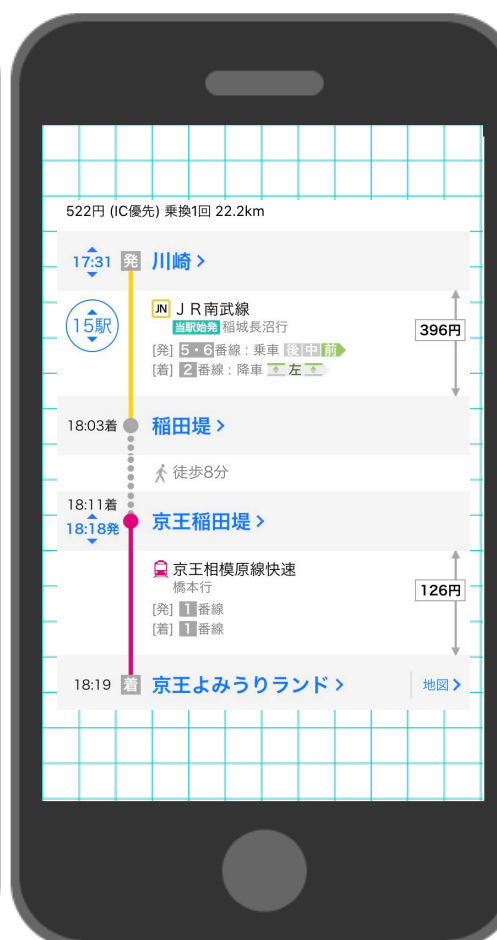 522円 (IC優先) 乗換1回 22.2km
17:31 発 川崎 >
15駅
JN JR南武線
当駅始発 稲城長沼行
396円
[発] 5・6番線 : 乗車 後 中 前
[着] 2番線 : 降車 左
18:03着 稲田堤 >
徒歩8分
18:11着
18:18発 京王稲田堤 >
京王相模原線快速
橋本行
126円
[発] 1番線
[着] 1番線
18:19 着 京王よみうりランド > 地図 >